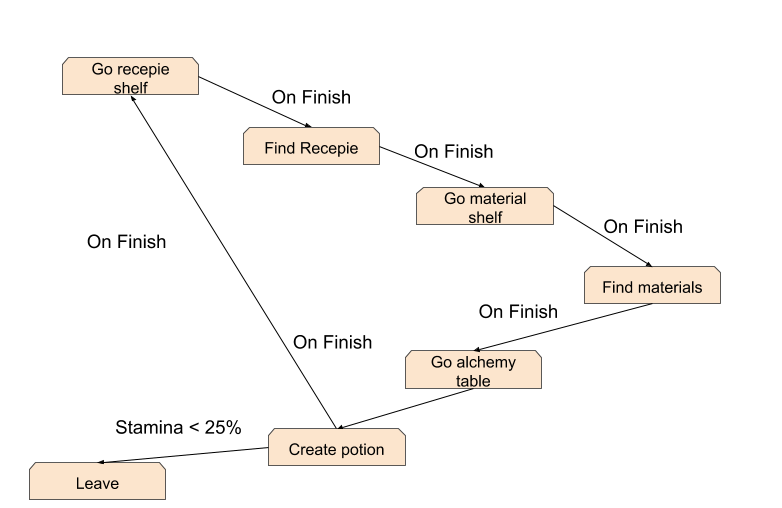 Go recepie
shelf
On Finish
Find Recepie
On Finish
Go material
shelf
On Finish
Find materials
On Finish
On Finish
Go alchemy
table
On Finish
Create potion
Stamina < 25%
Leave